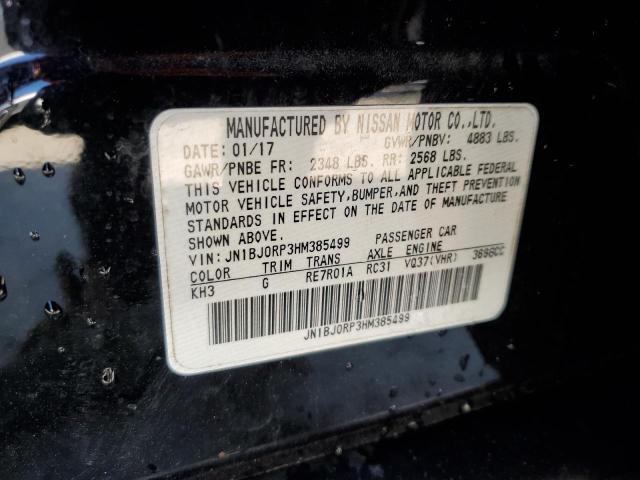 MANUFACTURED BY NISSAN MOTOR CO.,LTD.
DATE: 01/17 GVWR/PNBV: 4883 LBS.
GAWR/PNBE FR: 2348 LBS. RR: 2568 LBS.
THIS VEHICLE CONFORMS TO ALL APPLICABLE FEDERAL
MOTOR VEHICLE SAFETY,BUMPER,AND THEFT PREVENTION
STANDARDS IN EFFECT ON THE DATE OF MANUFACTURE
SHOWN ABOVE.
VIN: JN1BJ0RP3HM385499 PASSENGER CAR
COLOR TRIM TRANS AXLE ENGINE
KH3 G RE7R01A RC31 VQ37(VHR) 3696CC
JN1BJ0RP3HM385499